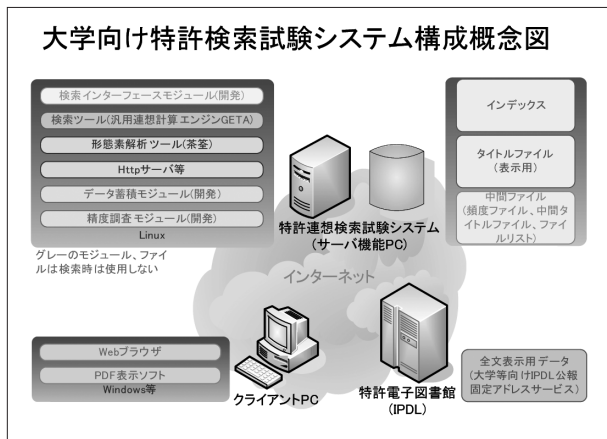 大学向け特許検索試験システム構成概念図
検索インターフェースモジュール(開発)
検索ツール(汎用連想計算エンジンGETA)
形態素解析ツール(茶筌)
Httpサーバ等
データ蓄積モジュール(開発)
精度調査モジュール(開発)
Linux
グレーのモジュール、ファイ
ルは検索時は使用しない
特許連想検索試験システム
(サーバ機能PC)
インデックス
タイトルファイル
(表示用)
中間ファイル
(頻度ファイル、中間タ
イトルファイル、ファイ
ルリスト)
インターネット
Webブラウザ
PDF表示ソフト
Windows等
クライアントPC
特許電子図書館
(IPDL)
全文表示用データ
(大学等向けIPDL公報
固定アドレスサービス)